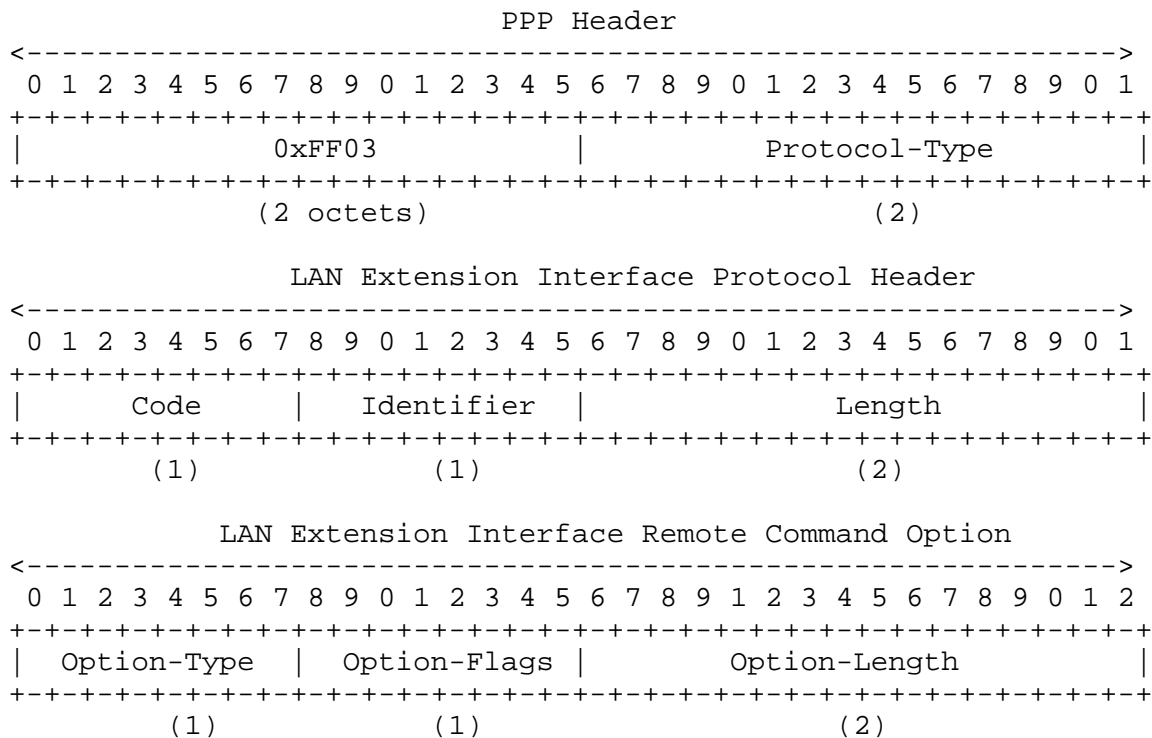 PPP Header
<-------------------------------------------------------------->
 0 1 2 3 4 5 6 7 8 9 0 1 2 3 4 5 6 7 8 9 0 1 2 3 4 5 6 7 8 9 0 1
+-+-+-+-+-+-+-+-+-+-+-+-+-+-+-+-+-+-+-+-+-+-+-+-+-+-+-+-+-+-+-+-+
|              0xFF03           |          Protocol-Type        |
+-+-+-+-+-+-+-+-+-+-+-+-+-+-+-+-+-+-+-+-+-+-+-+-+-+-+-+-+-+-+-+-+
              (2 octets)                         (2)
                LAN Extension Interface Protocol Header
<-------------------------------------------------------------->
 0 1 2 3 4 5 6 7 8 9 0 1 2 3 4 5 6 7 8 9 0 1 2 3 4 5 6 7 8 9 0 1
+-+-+-+-+-+-+-+-+-+-+-+-+-+-+-+-+-+-+-+-+-+-+-+-+-+-+-+-+-+-+-+-+
|      Code     |   Identifier  |              Length           |
+-+-+-+-+-+-+-+-+-+-+-+-+-+-+-+-+-+-+-+-+-+-+-+-+-+-+-+-+-+-+-+-+
        (1)             (1)                     (2)
            LAN Extension Interface Remote Command Option
<-------------------------------------------------------------->
 0 1 2 3 4 5 6 7 8 9 0 1 2 3 4 5 6 7 8 9 1 2 3 4 5 6 7 8 9 0 1 2
+-+-+-+-+-+-+-+-+-+-+-+-+-+-+-+-+-+-+-+-+-+-+-+-+-+-+-+-+-+-+-+-+
|  Option-Type  |  Option-Flags |        Option-Length          |
+-+-+-+-+-+-+-+-+-+-+-+-+-+-+-+-+-+-+-+-+-+-+-+-+-+-+-+-+-+-+-+-+
         (1)            (1)                    (2)